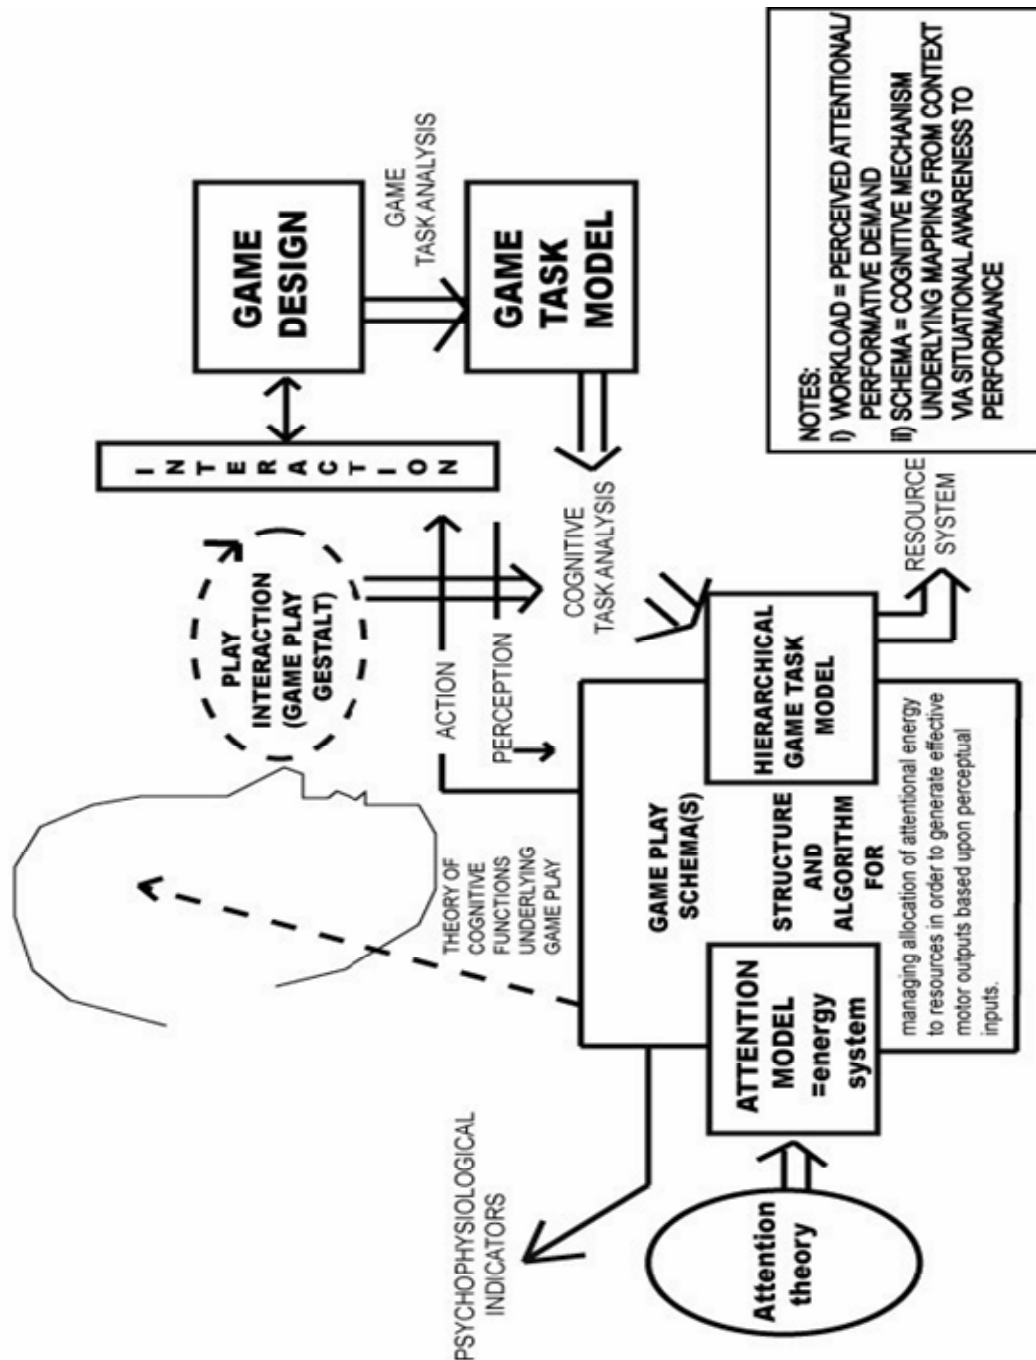 PLAY
INTERACTION
(GAME PLAY
GESTALT)
INTERACTION
GAME
DESIGN
GAME
TASK ANALYSIS
GAME
TASK
MODEL
ACTION
PERCEPTION
COGNITIVE
TASK ANALYSIS
THEORY OF
COGNITIVE
FUNCTIONS
UNDERLYING
GAME PLAY
PSYCHOPHYSIOLOGICAL
INDICATORS
GAME PLAY
SCHEMA(S)
Attention
theory
ATTENTION
MODEL
=energy
system
STRUCTURE
AND
ALGORITHM
FOR
HIERARCHICAL
GAME TASK
MODEL
managing allocation of attentional energy
to resources in order to generate effective
motor outputs based upon perceptual
inputs.
RESOURCE
SYSTEM
NOTES:
i) WORKLOAD = PERCEIVED ATTENTIONAL/
PERFORMATIVE DEMAND
ii) SCHEMA = COGNITIVE MECHANISM
UNDERLYING MAPPING FROM CONTEXT
VIA SITUATIONAL AWARENESS TO
PERFORMANCE